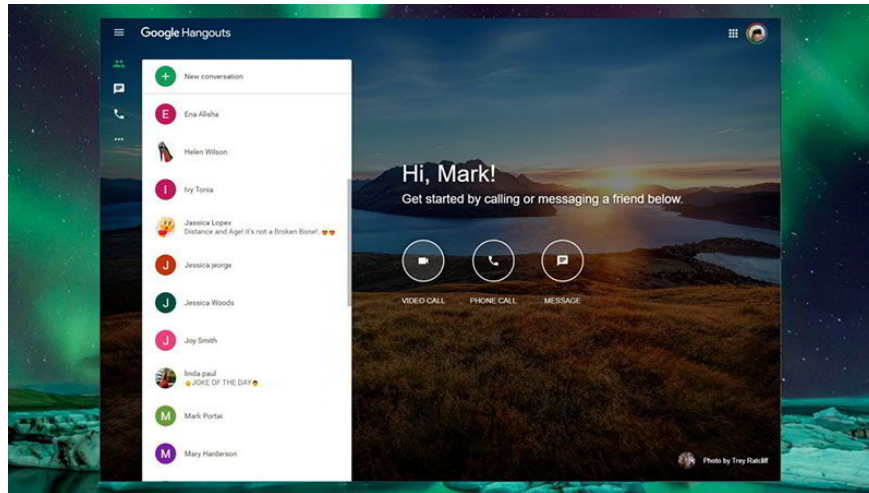 Google Hangouts
New conversation
E Ena Alisha
Helen Wilson
I Ivy Tonia
Jassica Lopex
Distance and Age! it's not a Broken Bone!.
J Jessica jeorge
J Jessica Woods
J Joy Smith
linda paul
JOKE OF THE DAY
M Mark Portai
M Mary Harderson
Hi, Mark!
Get started by calling or messaging a friend below.
VIDEO CALL PHONE CALL MESSAGE
Photo by Trey Ratcliff